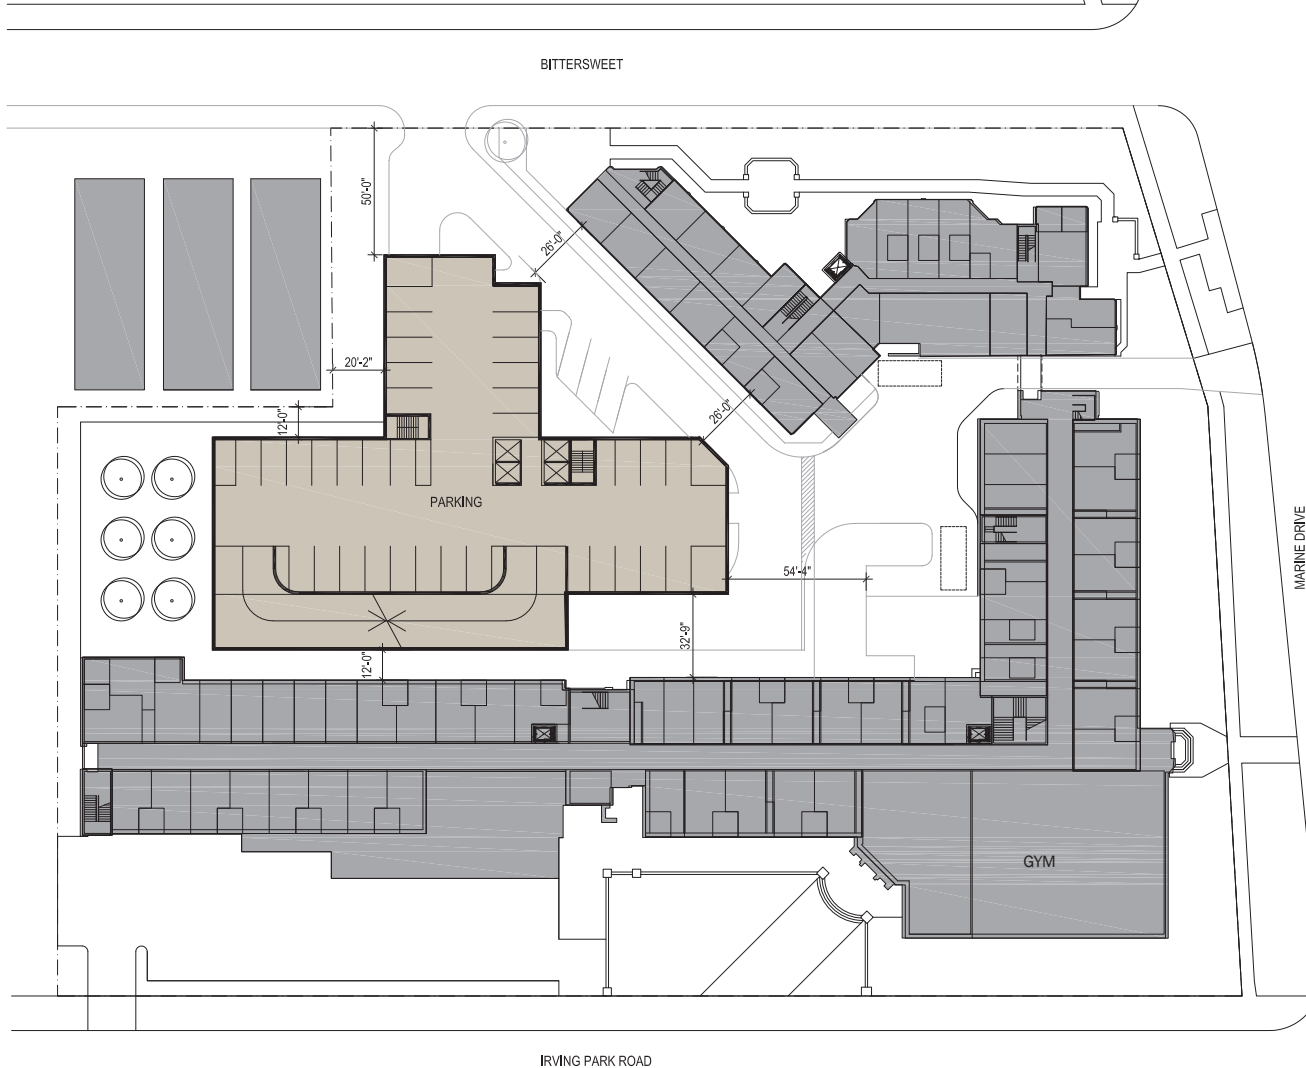 BITTERSWEET
50'-0"
26'-0"
20'-2"
12'-0"
26'-0"
PARKING
MARINE DRIVE
54'-4"
32'-9"
12'-0"
GYM
IRVING PARK ROAD